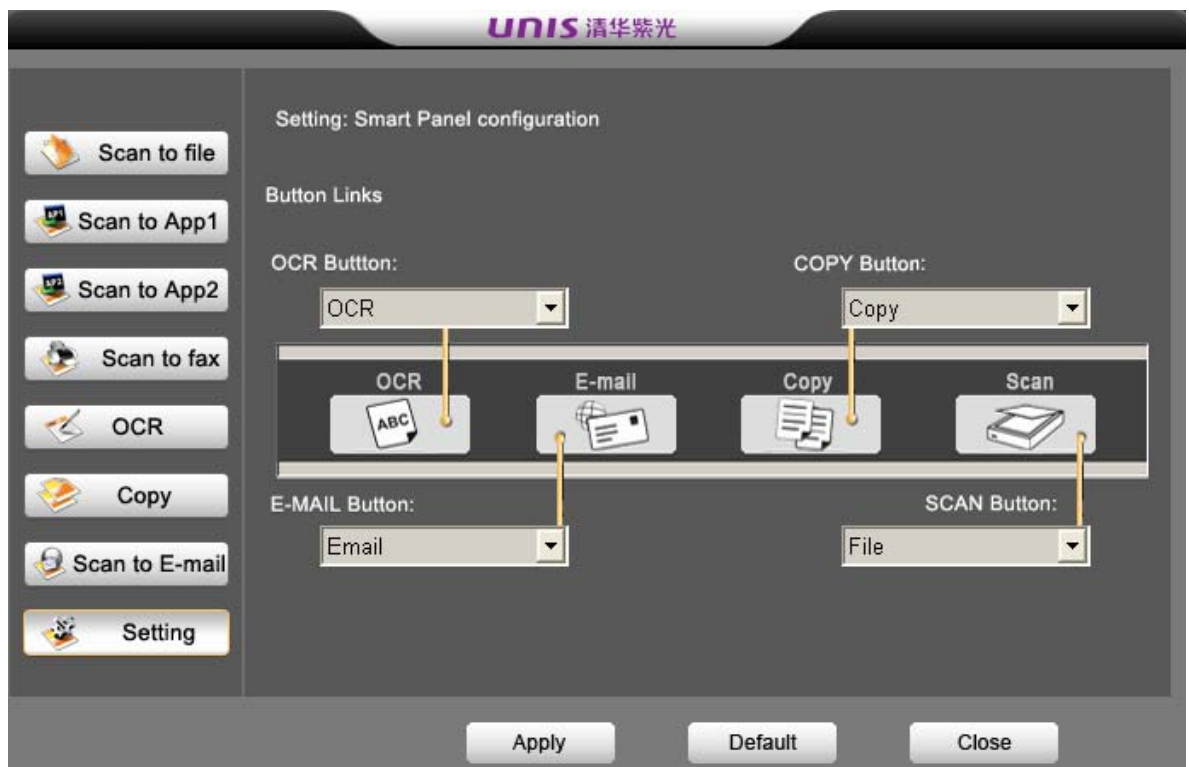 UNIS 清华紫光
Scan to file
Scan to App1
Scan to App2
Scan to fax
OCR
Copy
Scan to E-mail
Setting
Setting: Smart Panel configuration
Button Links
OCR Buttton:
COPY Button:
OCR
Copy
OCR
E-mail
Copy
Scan
ABC
E-MAIL Button:
SCAN Button:
Email
File
Apply
Default
Close